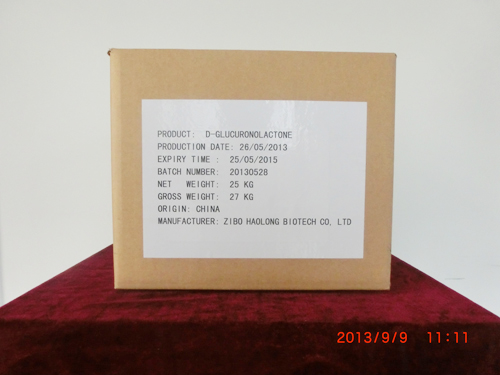 PRODUCT: D-GLUCURONOLACTONE
PRODUCTION DATE: 26/05/2013
EXPIRY TIME : 25/05/2015
BATCH NUMBER: 20130528
NET WEIGHT: 25 KG
GROSS WEIGHT: 27 KG
ORIGIN: CHINA
MANUFACTURER: ZIBO HAOLONG BIOTECH CO. LTD
2013/9/9 11:11